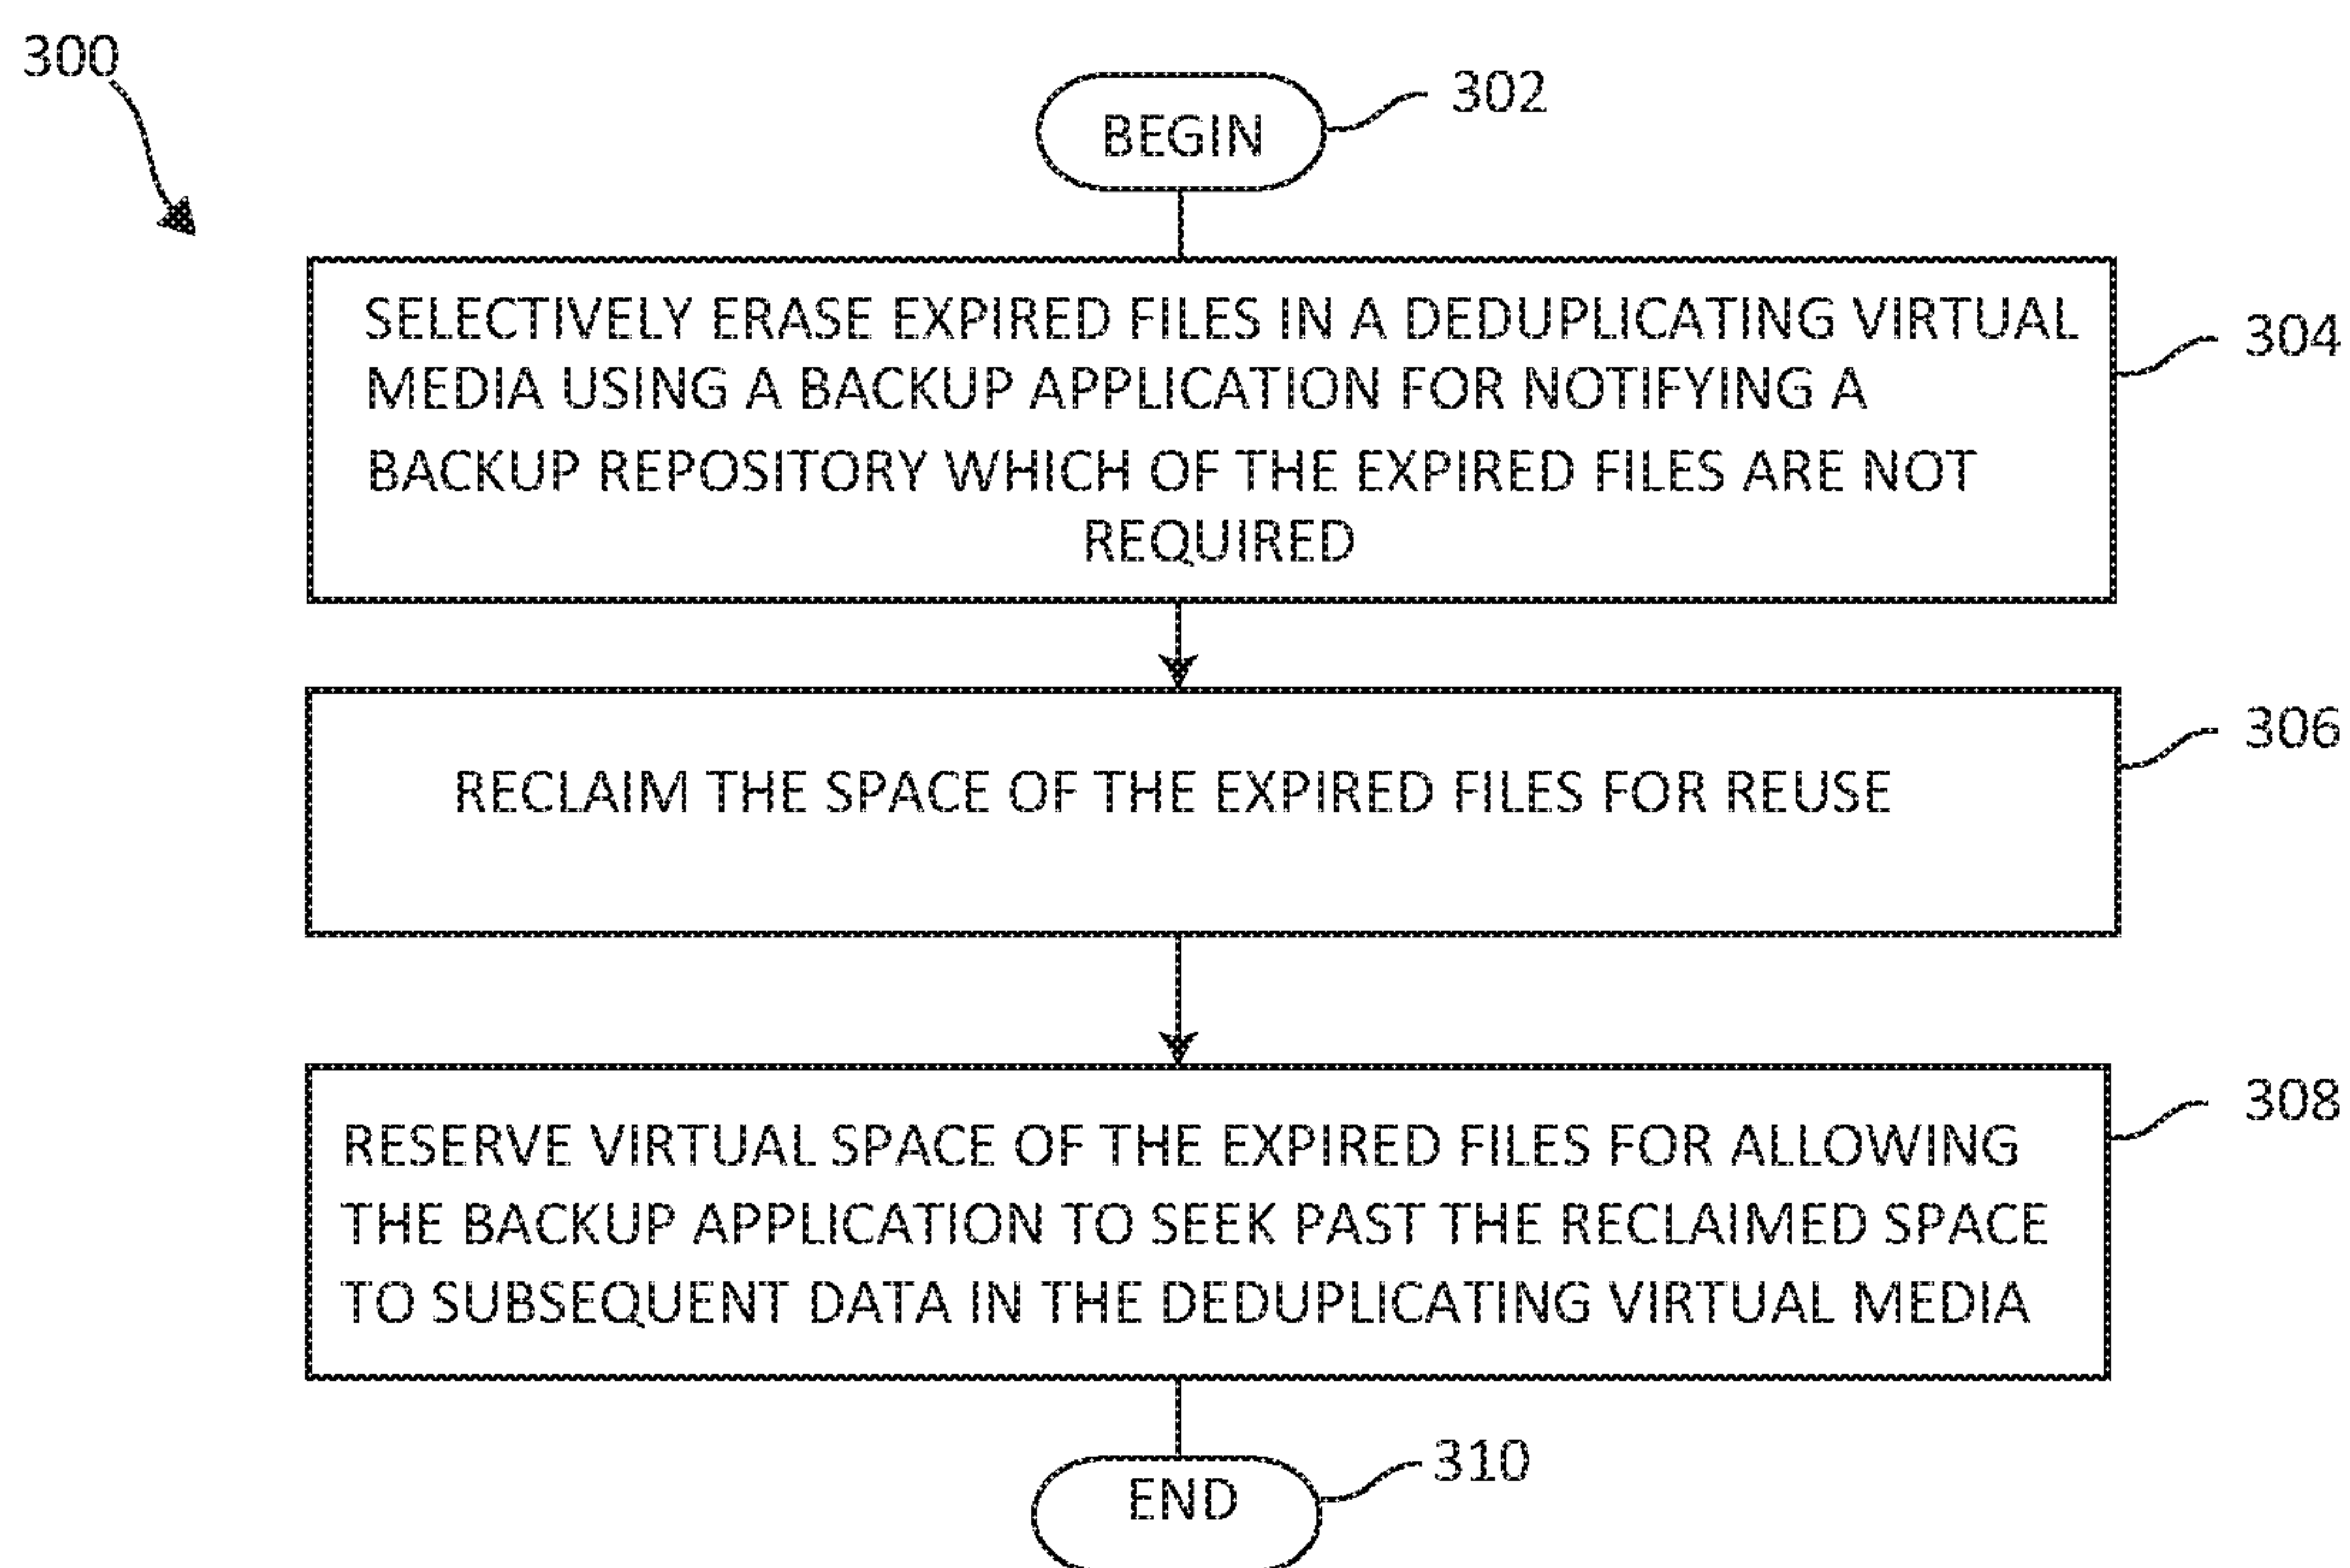 300
BEGIN
302
SELECTIVELY ERASE EXPIRED FILES IN A DEDUPLICATING VIRTUAL
MEDIA USING A BACKUP APPLICATION FOR NOTIFYING A
BACKUP REPOSITORY WHICH OF THE EXPIRED FILES ARE NOT
REQUIRED
304
RECLAIM THE SPACE OF THE EXPIRED FILES FOR REUSE
306
RESERVE VIRTUAL SPACE OF THE EXPIRED FILES FOR ALLOWING
THE BACKUP APPLICATION TO SEEK PAST THE RECLAIMED SPACE
TO SUBSEQUENT DATA IN THE DEDUPLICATING VIRTUAL MEDIA
308
END
310